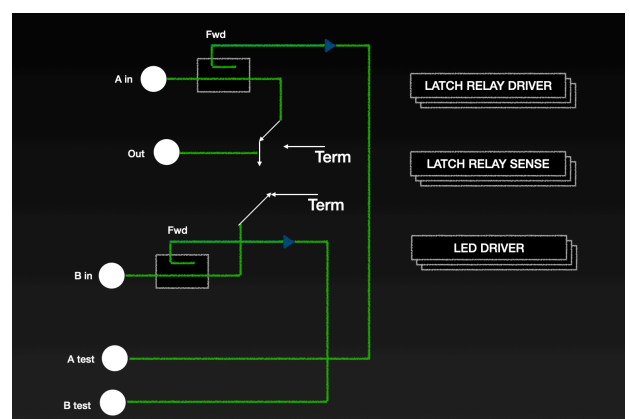 Fwd
A in
LATCH RELAY DRIVER
Out
Term
LATCH RELAY SENSE
Term
Fwd
LED DRIVER
B in
A test
B test